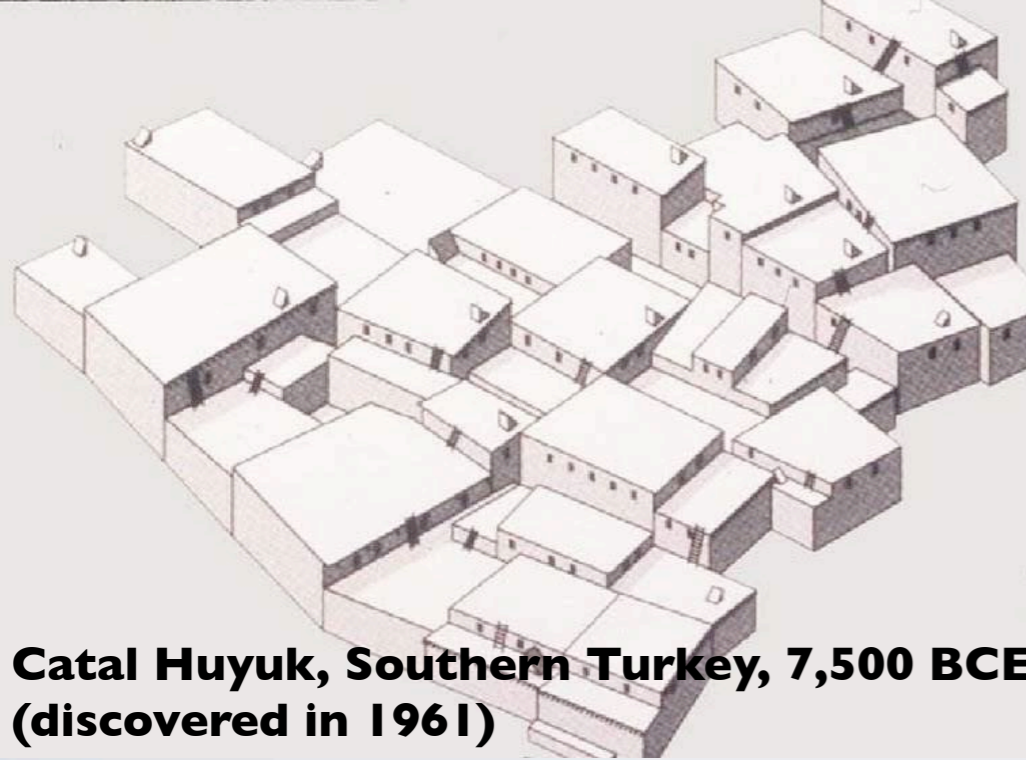 Catal Huyuk, Southern Turkey, 7,500 BCE
(discovered in 1961)